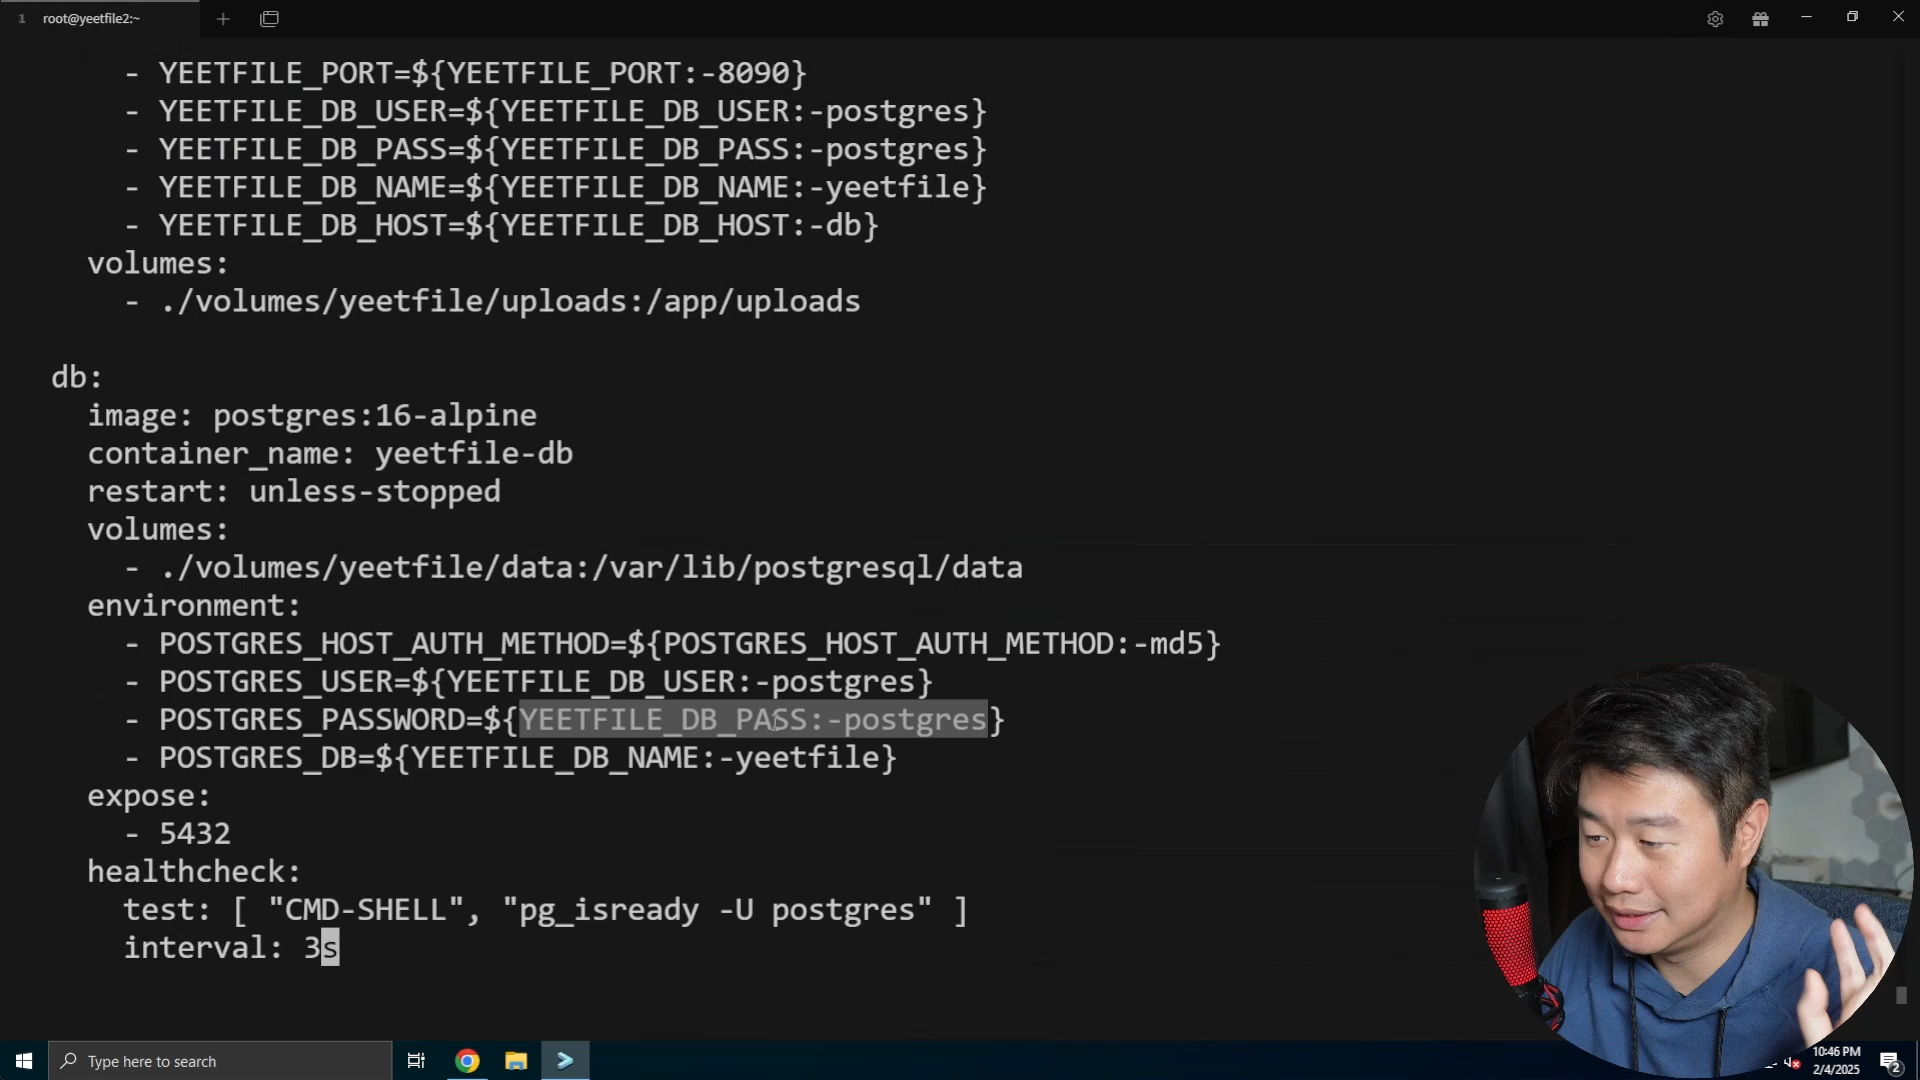 1 root@yeetfile2:~
- YEETFILE_PORT=${YEETFILE_PORT:-8090}
- YEETFILE_DB_USER=${YEETFILE_DB_USER:-postgres}
- YEETFILE_DB_PASS=${YEETFILE_DB_PASS:-postgres}
- YEETFILE_DB_NAME=${YEETFILE_DB_NAME:-yeetfile}
- YEETFILE_DB_HOST=${YEETFILE_DB_HOST:-db}
volumes:
- ./volumes/yeetfile/uploads:/app/uploads
db:
image: postgres:16-alpine
container_name: yeetfile-db
restart: unless-stopped
volumes:
- ./volumes/yeetfile/data:/var/lib/postgresql/data
environment:
- POSTGRES_HOST_AUTH_METHOD=${POSTGRES_HOST_AUTH_METHOD:-md5}
- POSTGRES_USER=${YEETFILE_DB_USER:-postgres}
- POSTGRES_PASSWORD=${YEETFILE_DB_PASS:-postgres}
- POSTGRES_DB=${YEETFILE_DB_NAME:-yeetfile}
expose:
- 5432
healthcheck:
test: [ "CMD-SHELL", "pg_isready -U postgres" ]
interval: 3s
Type here to search
10:46 PM
2/4/2025
2